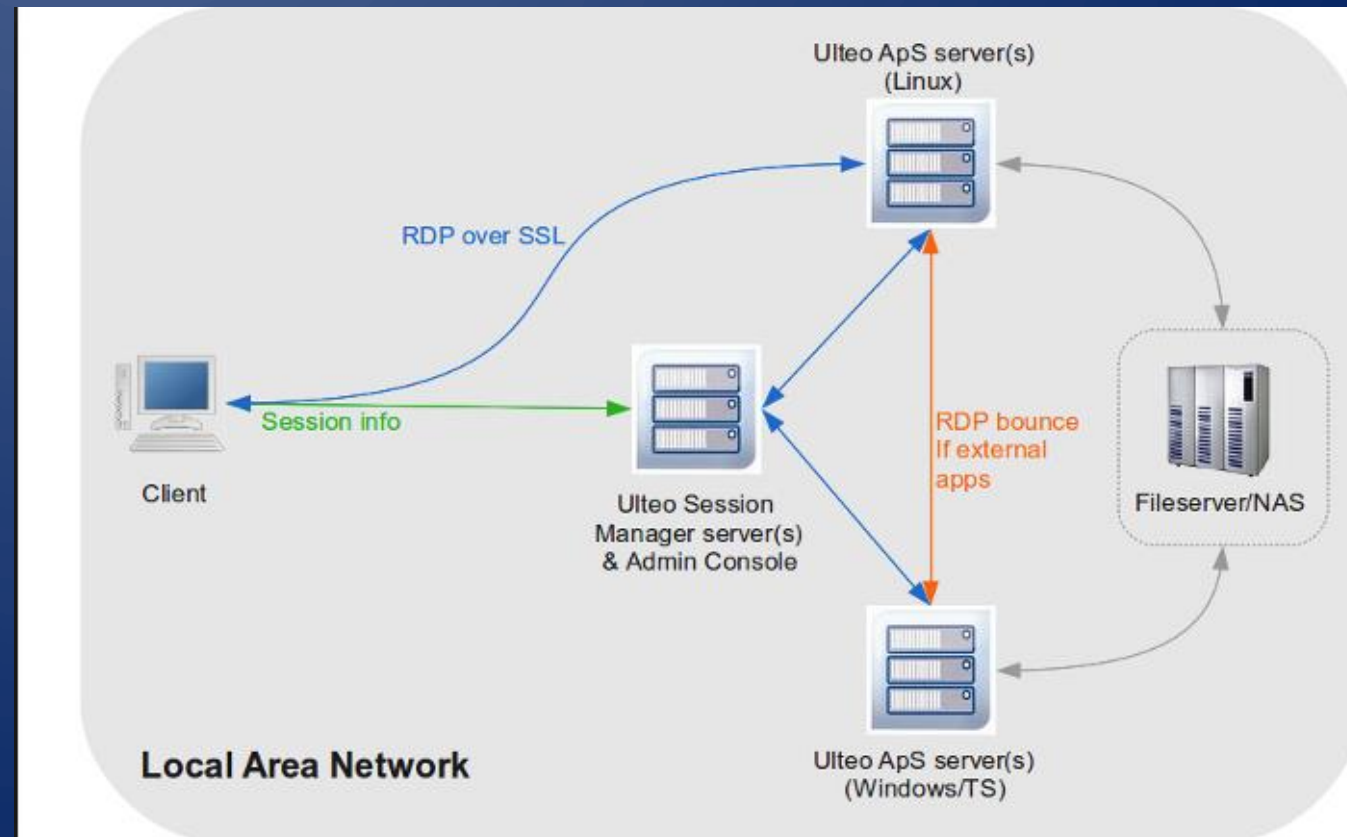 Ulteo ApS server(s)
(Linux)
RDP over SSL
Session info
RDP bounce
If external
apps
Client
Ulteo Session
Manager server(s)
& Admin Console
Fileserver/NAS
Ulteo ApS server(s)
(Windows/TS)
Local Area Network